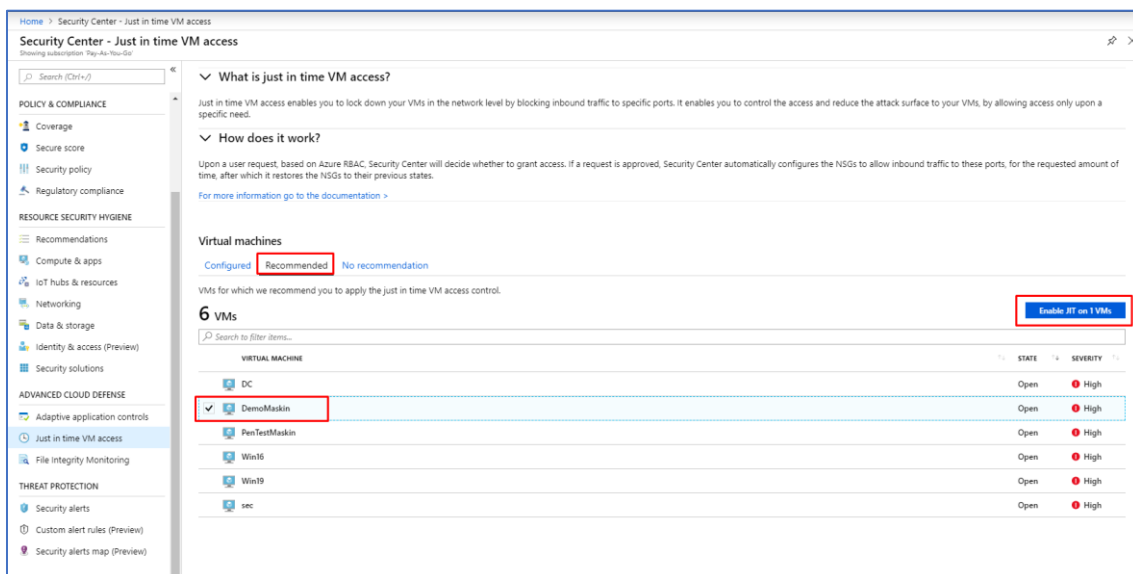 Home > Security Center - Just in time VM access
Security Center - Just in time VM access
Showing subscription 'Pay-As-You-Go'
Search (Ctrl+/)
«
POLICY & COMPLIANCE
Coverage
Secure score
Security policy
Regulatory compliance
RESOURCE SECURITY HYGIENE
Recommendations
Compute & apps
IoT hubs & resources
Networking
Data & storage
Identity & access (Preview)
Security solutions
ADVANCED CLOUD DEFENSE
Adaptive application controls
Just in time VM access
File Integrity Monitoring
THREAT PROTECTION
Security alerts
Custom alert rules (Preview)
Security alerts map (Preview)
What is just in time VM access?
Just in time VM access enables you to lock down your VMs in the network level by blocking inbound traffic to specific ports. It enables you to control the access and reduce the attack surface to your VMs, by allowing access only upon a
specific need.
How does it work?
Upon a user request, based on Azure RBAC, Security Center will decide whether to grant access. If a request is approved, Security Center automatically configures the NSGs to allow inbound traffic to these ports, for the requested amount of
time, after which it restores the NSGs to their previous states.
For more information go to the documentation >
Virtual machines
Configured Recommended No recommendation
VMs for which we recommend you to apply the just in time VM access control.
6 VMs
Enable JIT on 1 VMs
Search to filter items...
VIRTUAL MACHINE STATE SEVERITY
DC Open High
DemoMaskin Open High
PenTestMaskin Open High
Win16 Open High
Win19 Open High
sec Open High